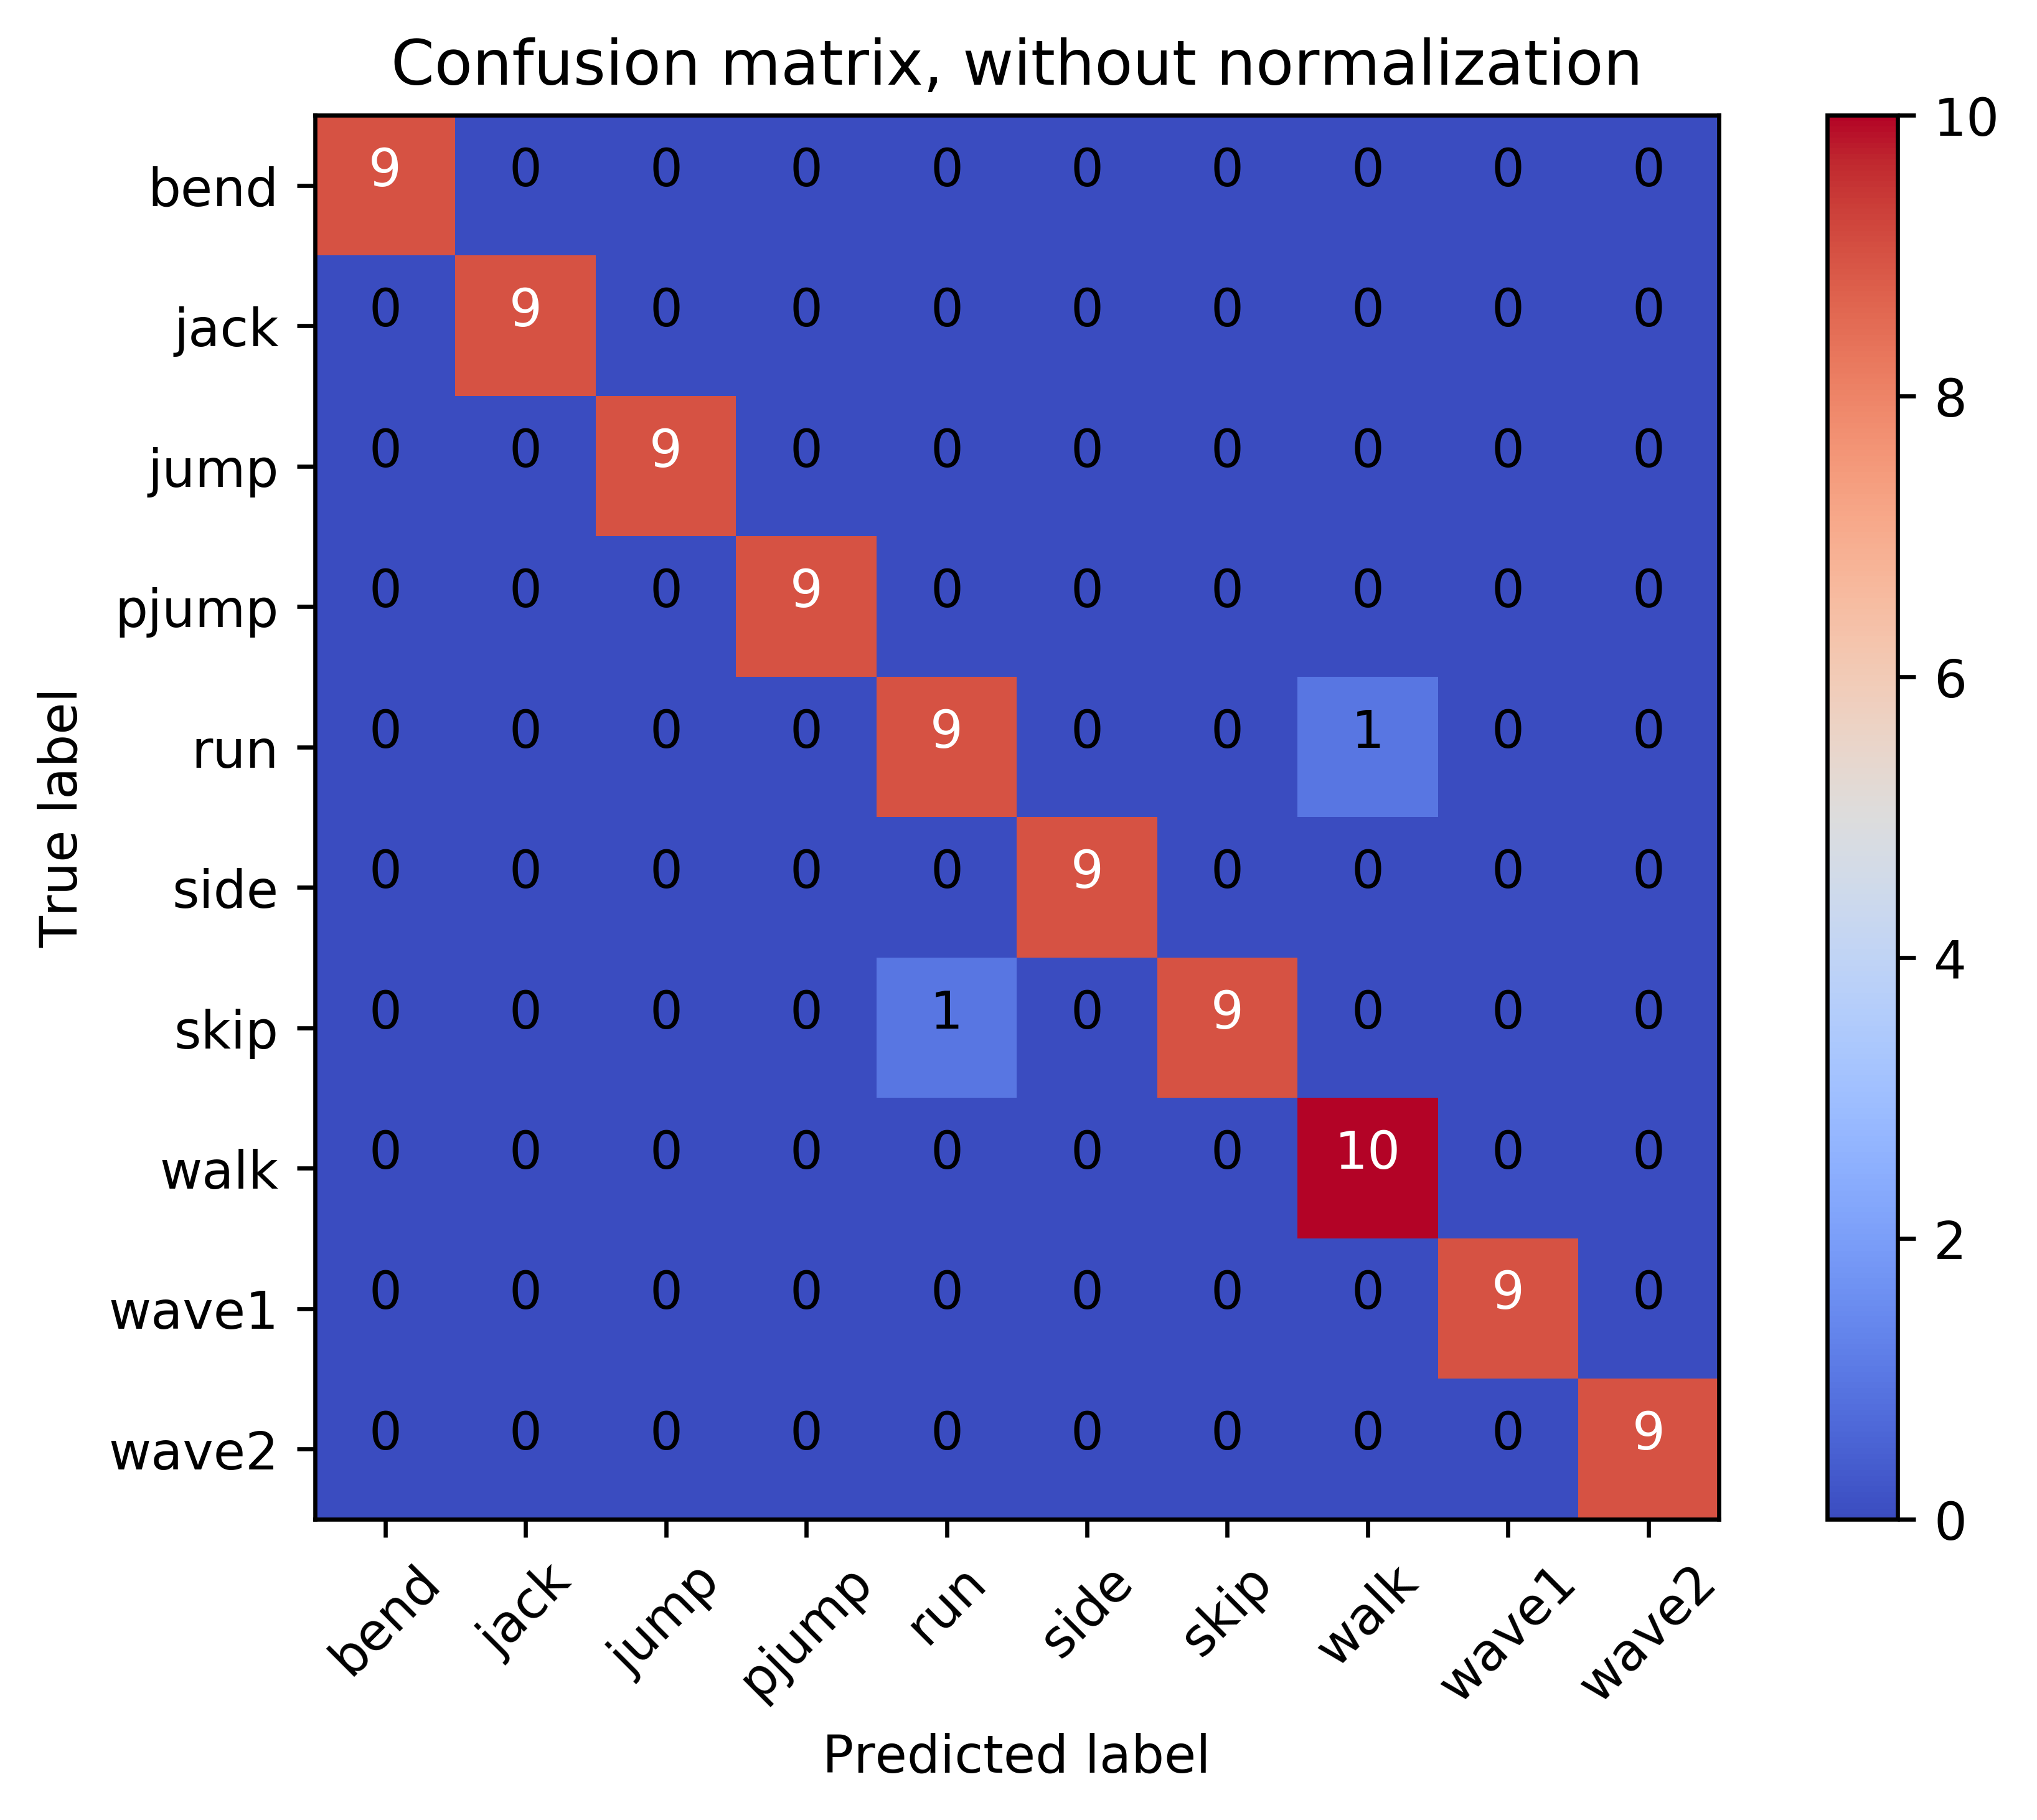 Confusion matrix, without normalization
True label
bend 9 0 0 0 0 0 0 0 0 0
jack 0 9 0 0 0 0 0 0 0 0
jump 0 0 9 0 0 0 0 0 0 0
pjump 0 0 0 9 0 0 0 0 0 0
run 0 0 0 0 9 0 0 1 0 0
side 0 0 0 0 0 9 0 0 0 0
skip 0 0 0 0 1 0 9 0 0 0
walk 0 0 0 0 0 0 0 10 0 0
wave1 0 0 0 0 0 0 0 0 9 0
wave2 0 0 0 0 0 0 0 0 0 9
bend jack jump pjump run side skip walk wave1 wave2
Predicted label
10
8
6
4
2
0